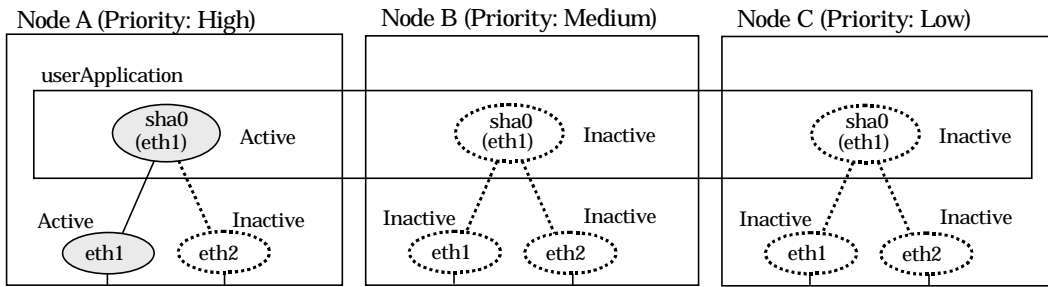 Node A (Priority: High)
Node B (Priority: Medium)
Node C (Priority: Low)
userApplication
sha0
(eth1)
Active
sha0
(eth1)
Inactive
sha0
(eth1)
Inactive
Active
Inactive
Inactive
Inactive
Inactive
Inactive
eth1
eth2
eth1
eth2
eth1
eth2